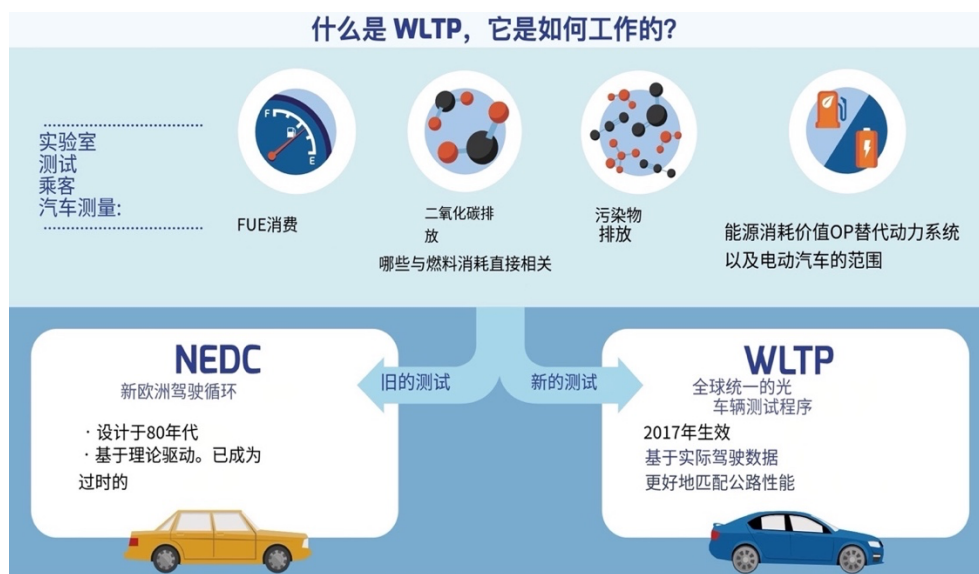 什么是 WLTP，它是如何工作的?
实验室
测试
乘客
汽车测量:
F
E
FUE消费
二氧化碳排
放
哪些与燃料消耗直接相关
污染物
排放
能源消耗价值OP替代动力系统
以及电动汽车的范围
旧的测试
新的测试
NEDC
新欧洲驾驶循环
· 设计于80年代
· 基于理论驱动。已成为
过时的
WLTP
全球统一的光
车辆测试程序
2017年生效
基于实际驾驶数据
更好地匹配公路性能